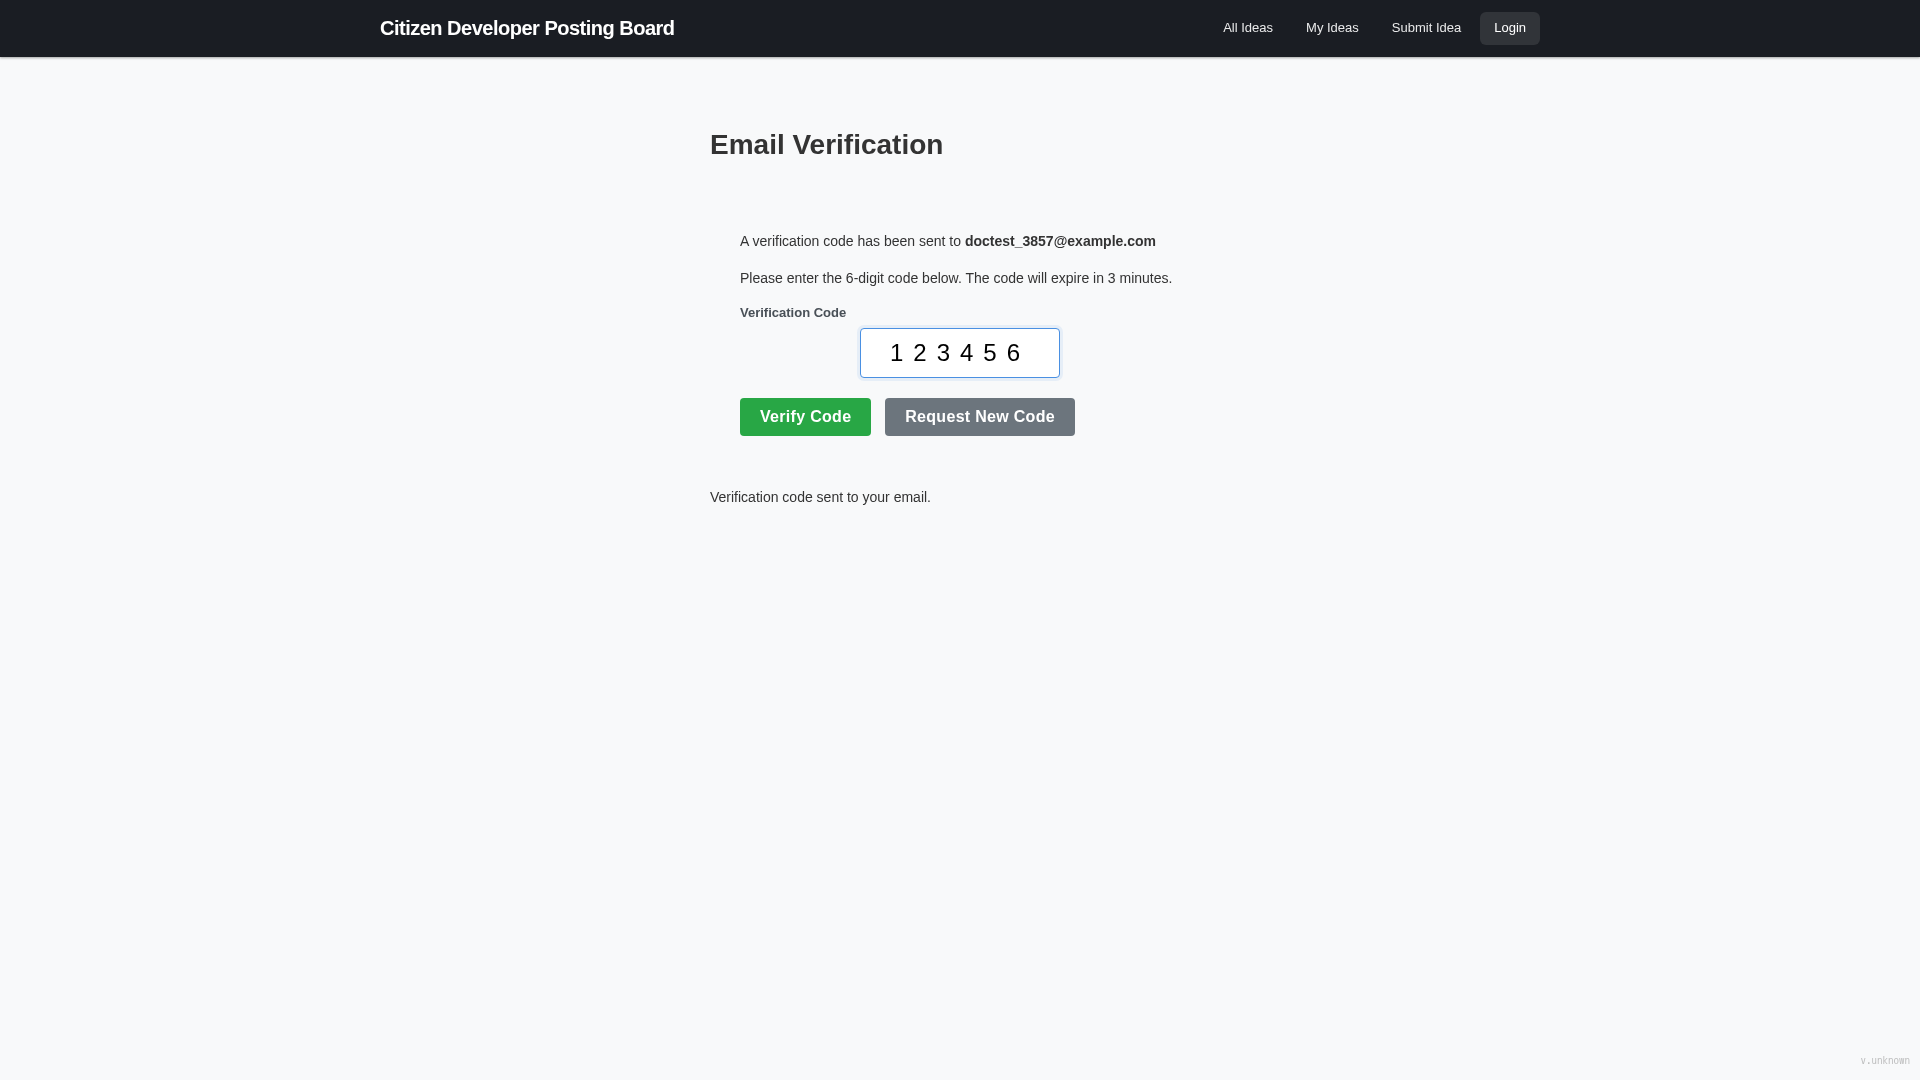 Citizen Developer Posting Board
All Ideas
My Ideas
Submit Idea
Login
Email Verification
A verification code has been sent to doctest_3857@example.com
Please enter the 6-digit code below. The code will expire in 3 minutes.
Verification Code
123456
Verify Code
Request New Code
Verification code sent to your email.
v.unknown